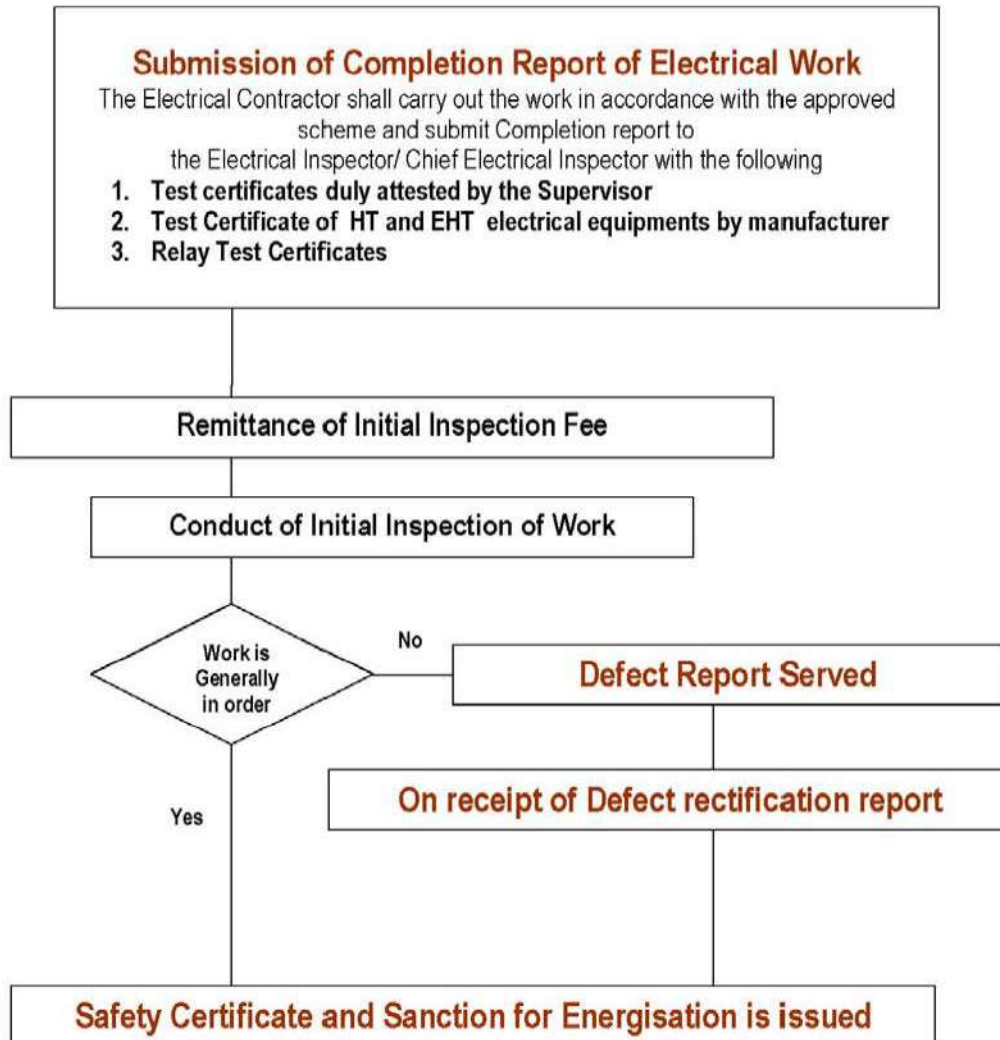 Submission of Completion Report of Electrical Work
The Electrical Contractor shall carry out the work in accordance with the approved
scheme and submit Completion report to
the Electrical Inspector/ Chief Electrical Inspector with the following
1. Test certificates duly attested by the Supervisor
2. Test Certificate of HT and EHT electrical equipments by manufacturer
3. Relay Test Certificates
Remittance of Initial Inspection Fee
Conduct of Initial Inspection of Work
Work is
Generally
in order
No
Defect Report Served
On receipt of Defect rectification report
Yes
Safety Certificate and Sanction for Energisation is issued